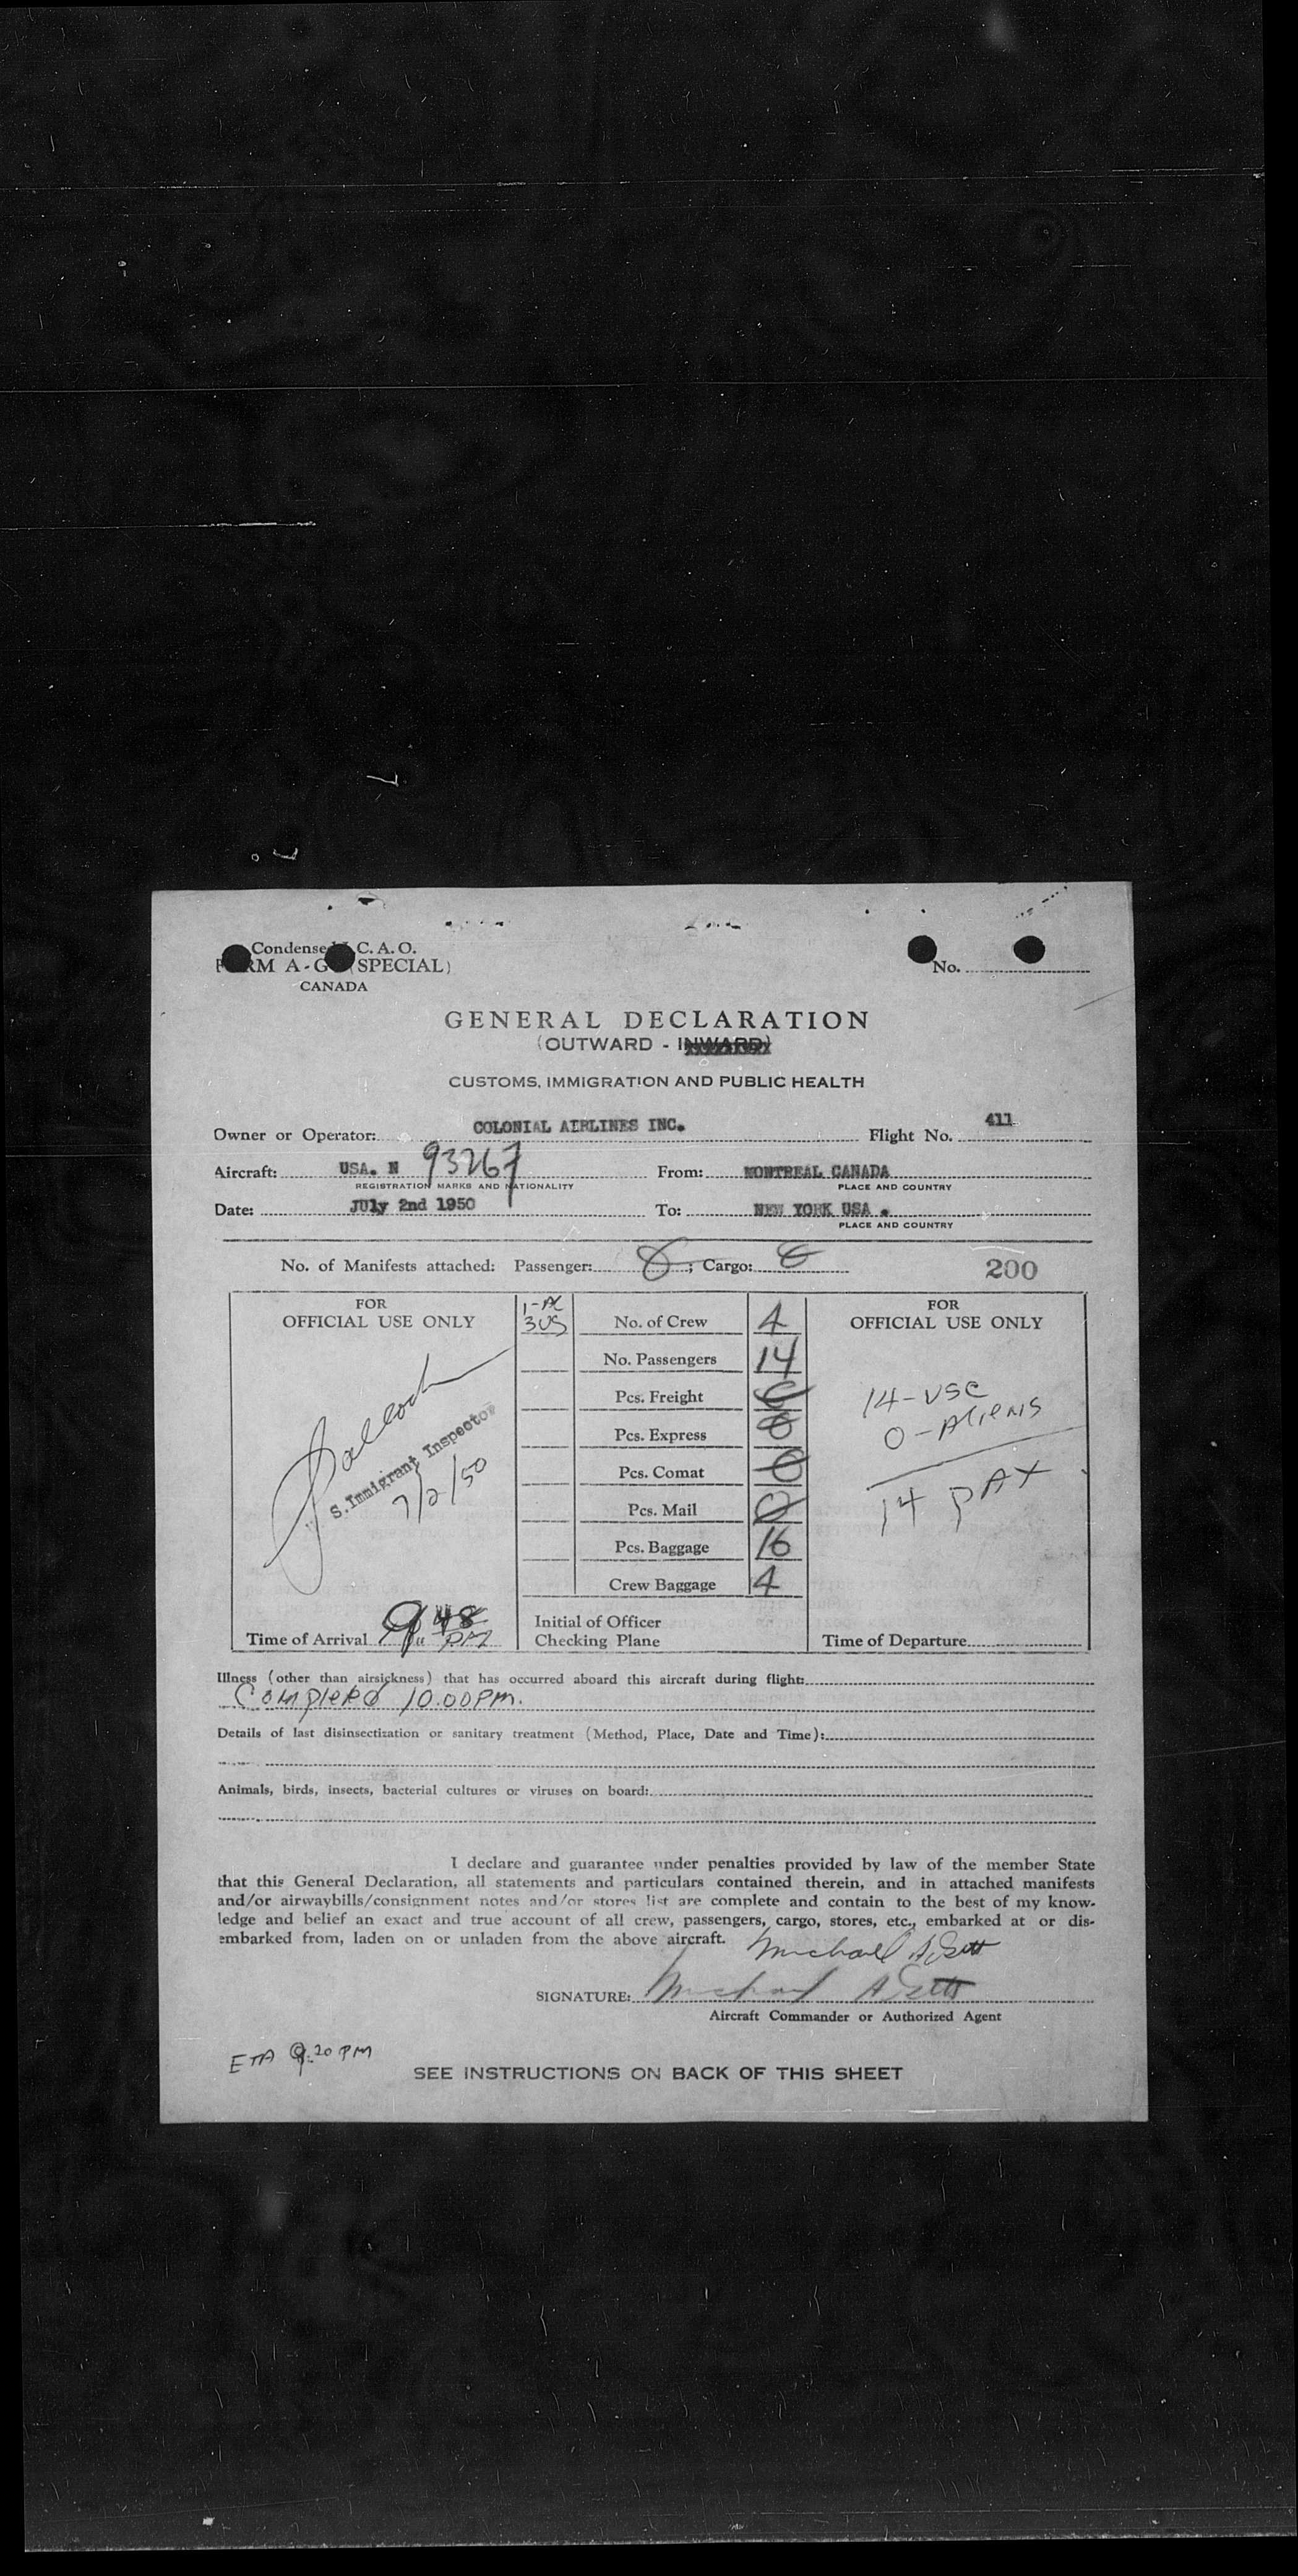 Condense C. A. O.
RM A-G (SPECIAL)
CANADA
No.
GENERAL DECLARATION
(OUTWARD - INWARD)
CUSTOMS, IMMIGRATION AND PUBLIC HEALTH
Owner or Operator: COLONIAL AIRLINES INC. Flight No. 411
Aircraft: USA. N 93267 From: MONTREAL CANADA
REGISTRATION MARKS AND NATIONALITY PLACE AND COUNTRY
Date: JUly 2nd 1950 To: NEW YORK USA .
PLACE AND COUNTRY
No. of Manifests attached: Passenger: ; Cargo: 200
FOR
OFFICIAL USE ONLY
S. Immigrant Inspector
7/2/50
Time of Arrival 9 48 PM
3 US
No. of Crew 4
No. Passengers 14
Pcs. Freight
Pcs. Express
Pcs. Comat
Pcs. Mail
Pcs. Baggage 16
Crew Baggage 4
Initial of Officer
Checking Plane
FOR
OFFICIAL USE ONLY
14-USC
0-Aliens
14 PAX
Time of Departure
Illness (other than airsickness) that has occurred aboard this aircraft during flight:
Completed 10.00 PM.
Details of last disinsectization or sanitary treatment (Method, Place, Date and Time):
Animals, birds, insects, bacterial cultures or viruses on board:
I declare and guarantee under penalties provided by law of the member State
that this General Declaration, all statements and particulars contained therein, and in attached manifests
and/or airwaybills/consignment notes and/or stores list are complete and contain to the best of my know-
ledge and belief an exact and true account of all crew, passengers, cargo, stores, etc., embarked at or dis-
embarked from, laden on or unladen from the above aircraft.
Michael A
SIGNATURE: Michael A
Aircraft Commander or Authorized Agent
ETA 9:20 PM
SEE INSTRUCTIONS ON BACK OF THIS SHEET